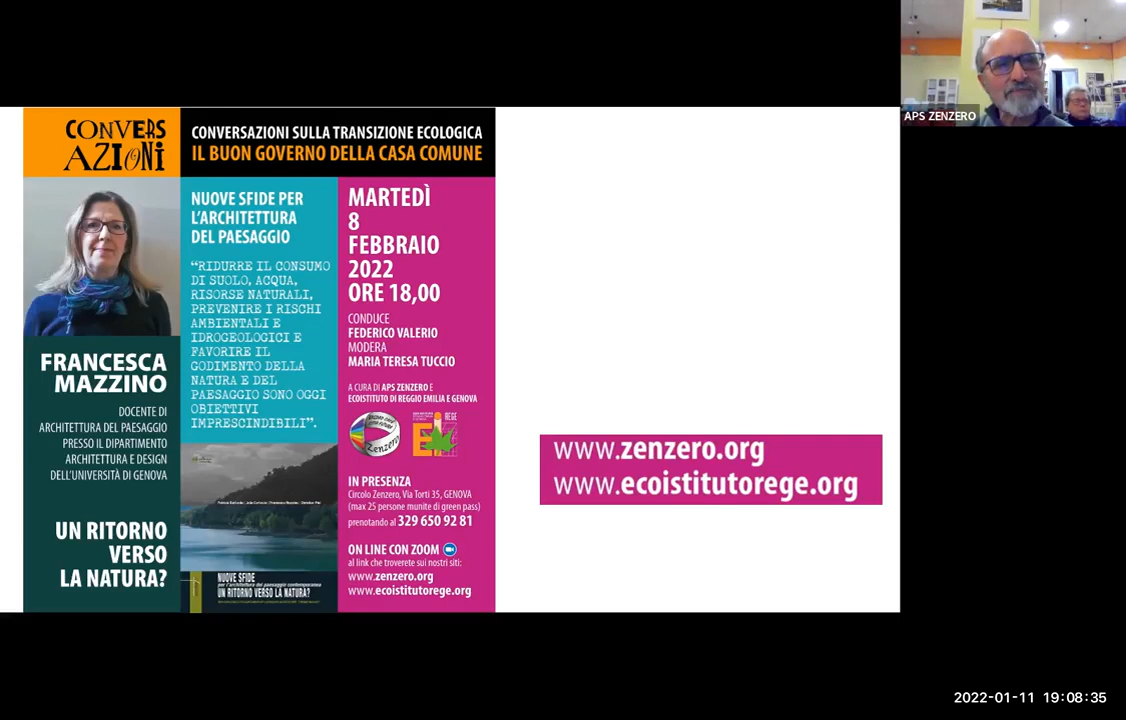 APS ZENZERO
CONVERS
AZIONI
CONVERSAZIONI SULLA TRANSIZIONE ECOLOGICA
IL BUON GOVERNO DELLA CASA COMUNE
FRANCESCA
MAZZINO
DOCENTE DI
ARCHITETTURA DEL PAESAGGIO
PRESSO IL DIPARTIMENTO
ARCHITETTURA E DESIGN
DELL'UNIVERSITÀ DI GENOVA
UN RITORNO
VERSO
LA NATURA?
NUOVE SFIDE PER
L'ARCHITETTURA
DEL PAESAGGIO
“RIDURRE IL CONSUMO
DI SUOLO, ACQUA,
RISORSE NATURALI,
PREVENIRE I RISCHI
AMBIENTALI E
IDROGEOLOGICI E
FAVORIRE IL
GODIMENTO DELLA
NATURA E DEL
PAESAGGIO SONO OGGI
OBIETTIVI
IMPRESCINDIBILI”.
NUOVE SFIDE
per l'architettura del paesaggio contemporanea
UN RITORNO VERSO LA NATURA?
MARTEDÌ
8
FEBBRAIO
2022
ORE 18,00
CONDUCE
FEDERICO VALERIO
MODERA
MARIA TERESA TUCCIO
A CURA DI APS ZENZERO E
ECOISTITUTO DI REGGIO EMILIA E GENOVA
Zenzero
REGE
IN PRESENZA
Circolo Zenzero, Via Torti 35, GENOVA
(max 25 persone munite di green pass)
prenotando al 329 650 92 81
ON LINE CON ZOOM
al link che troverete sui nostri siti:
www.zenzero.org
www.ecoistitutorege.org
www.zenzero.org
www.ecoistitutorege.org
2022-01-11 19:08:35